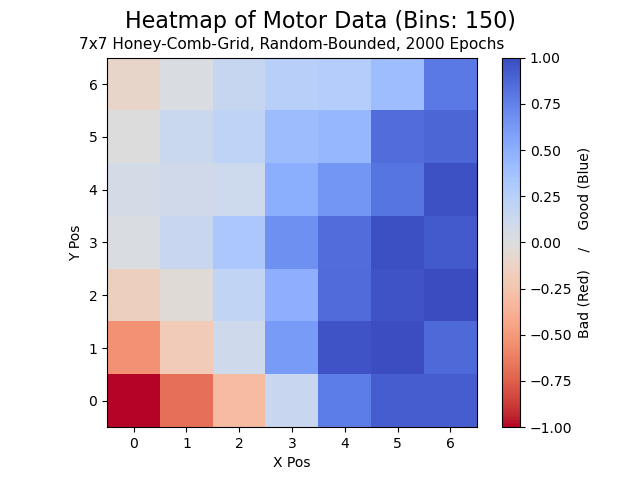 Heatmap of Motor Data (Bins: 150)
7x7 Honey-Comb-Grid, Random-Bounded, 2000 Epochs
6
5
4
3
2
1
0
Y Pos
0 1 2 3 4 5 6
X Pos
1.00
0.75
0.50
0.25
0.00
−0.25
−0.50
−0.75
−1.00
Bad (Red) / Good (Blue)